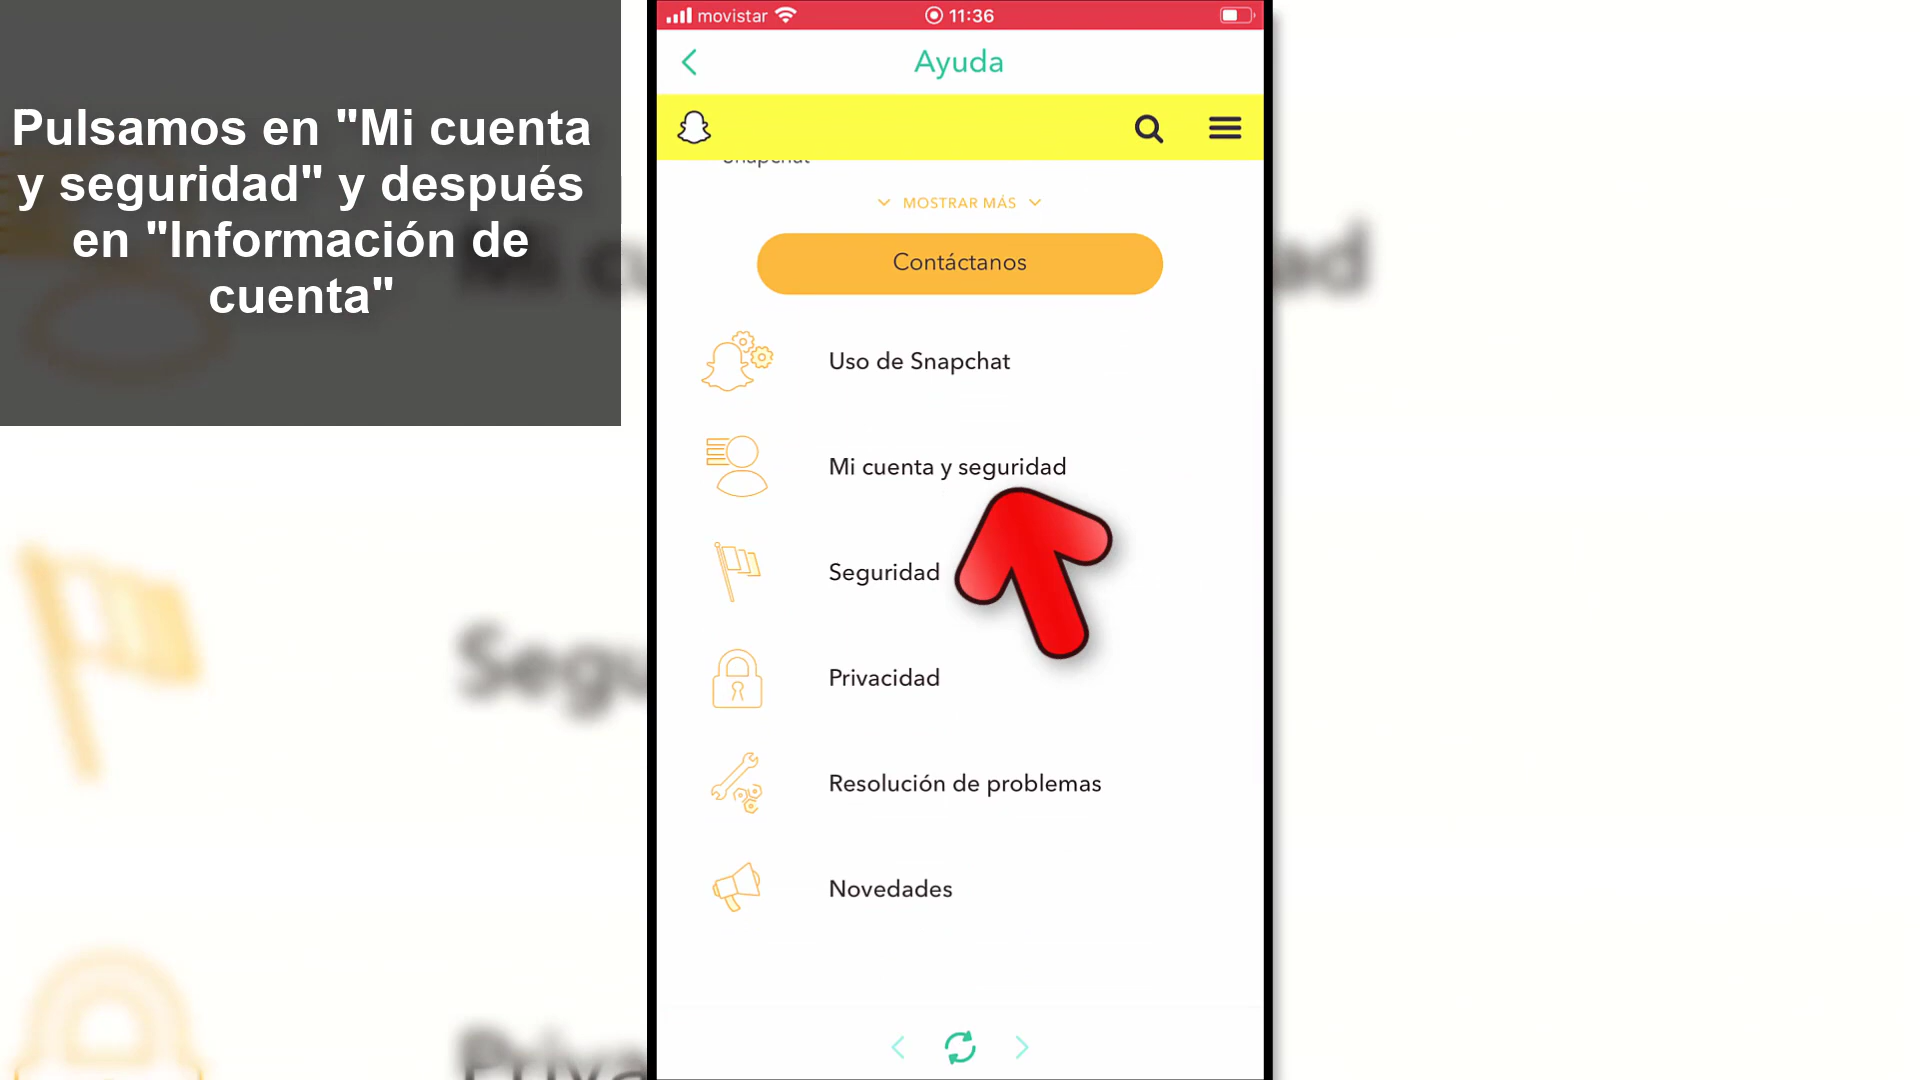 Pulsamos en "Mi cuenta
y seguridad" y después
en "Información de
cuenta"
movistar 11:36
Ayuda
Snapchat
MOSTRAR MÁS
Contáctanos
Uso de Snapchat
Mi cuenta y seguridad
Seguridad
Privacidad
Resolución de problemas
Novedades